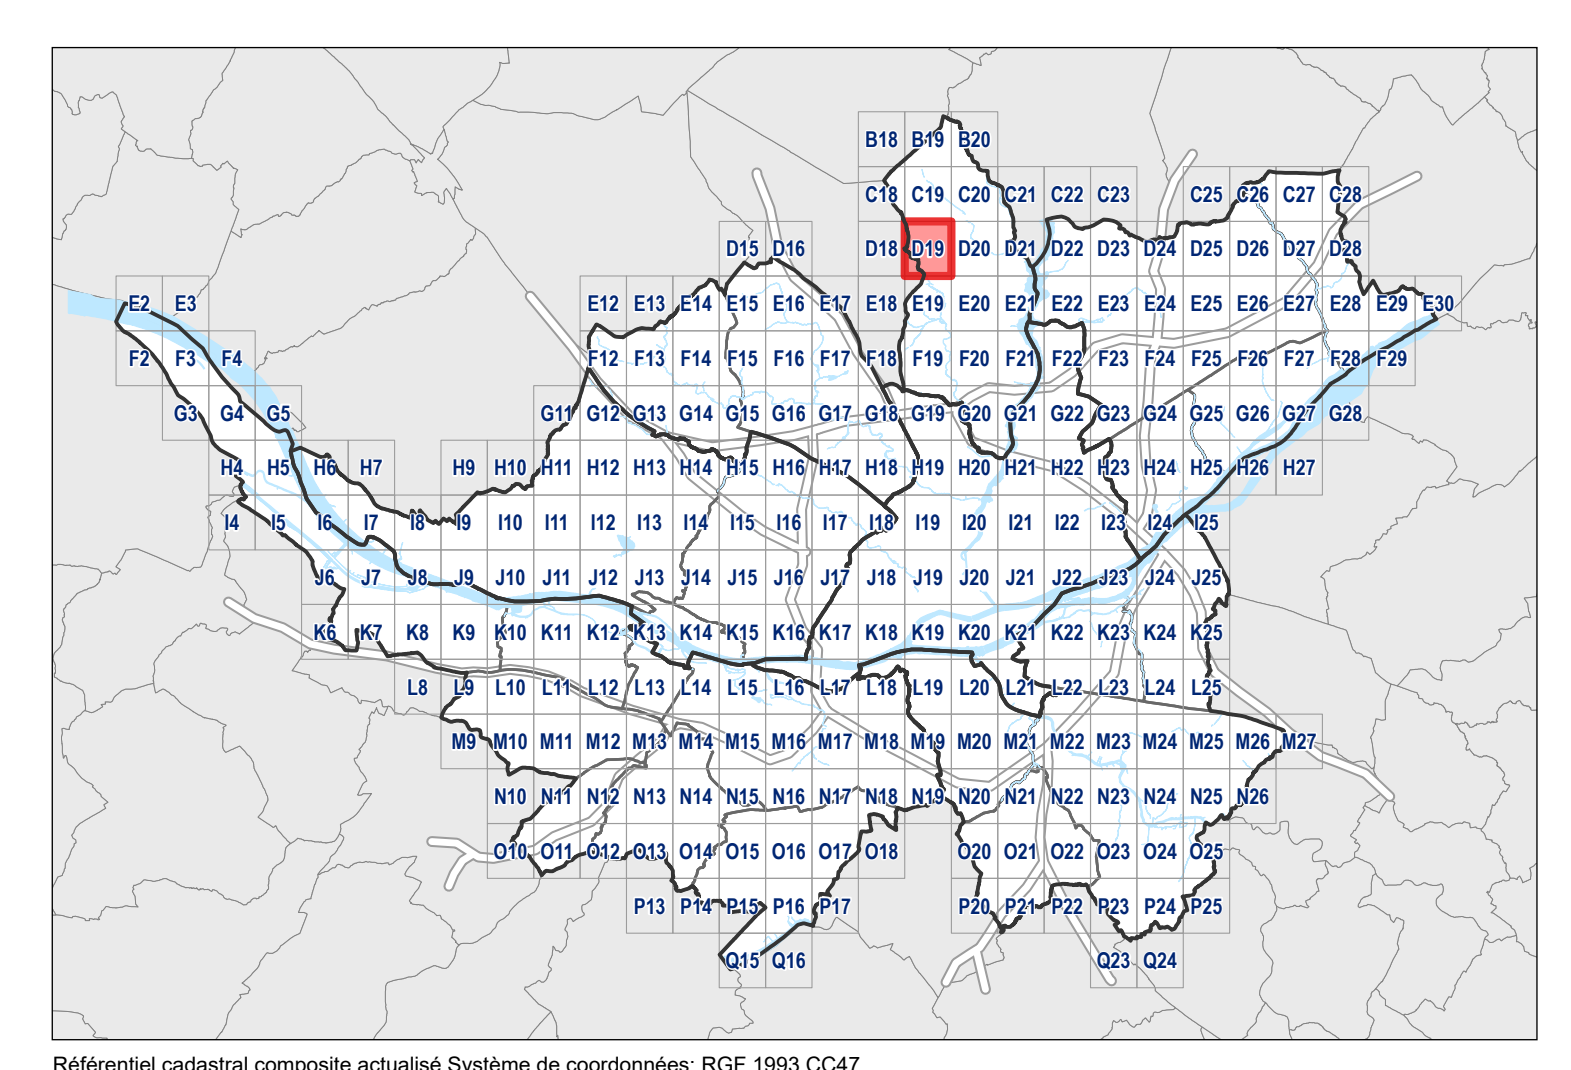 B18 B19 B20
C18 C19 C20 C21 C22 C23 C25 C26 C27 C28
D15 D16 D18 D19 D20 D21 D22 D23 D24 D25 D26 D27 D28
E2 E3 E12 E13 E14 E15 E16 E17 E18 E19 E20 E21 E22 E23 E24 E25 E26 E27 E28 E29 E30
F2 F3 F4 F12 F13 F14 F15 F16 F17 F18 F19 F20 F21 F22 F23 F24 F25 F26 F27 F28 F29
G3 G4 G5 G11 G12 G13 G14 G15 G16 G17 G18 G19 G20 G21 G22 G23 G24 G25 G26 G27 G28
H4 H5 H6 H7 H9 H10 H11 H12 H13 H14 H15 H16 H17 H18 H19 H20 H21 H22 H23 H24 H25 H26 H27
I4 I5 I6 I7 I8 I9 I10 I11 I12 I13 I14 I15 I16 I17 I18 I19 I20 I21 I22 I23 I24 I25
J6 J7 J8 J9 J10 J11 J12 J13 J14 J15 J16 J17 J18 J19 J20 J21 J22 J23 J24 J25
K6 K7 K8 K9 K10 K11 K12 K13 K14 K15 K16 K17 K18 K19 K20 K21 K22 K23 K24 K25
L8 L9 L10 L11 L12 L13 L14 L15 L16 L17 L18 L19 L20 L21 L22 L23 L24 L25
M9 M10 M11 M12 M13 M14 M15 M16 M17 M18 M19 M20 M21 M22 M23 M24 M25 M26 M27
N10 N11 N12 N13 N14 N15 N16 N17 N18 N19 N20 N21 N22 N23 N24 N25 N26
O10 O11 O12 O13 O14 O15 O16 O17 O18 O20 O21 O22 O23 O24 O25
P13 P14 P15 P16 P17 P20 P21 P22 P23 P24 P25
Q15 Q16 Q23 Q24
Référentiel cadastral composite actualisé Système de coordonnées: RGF 1993 CC47